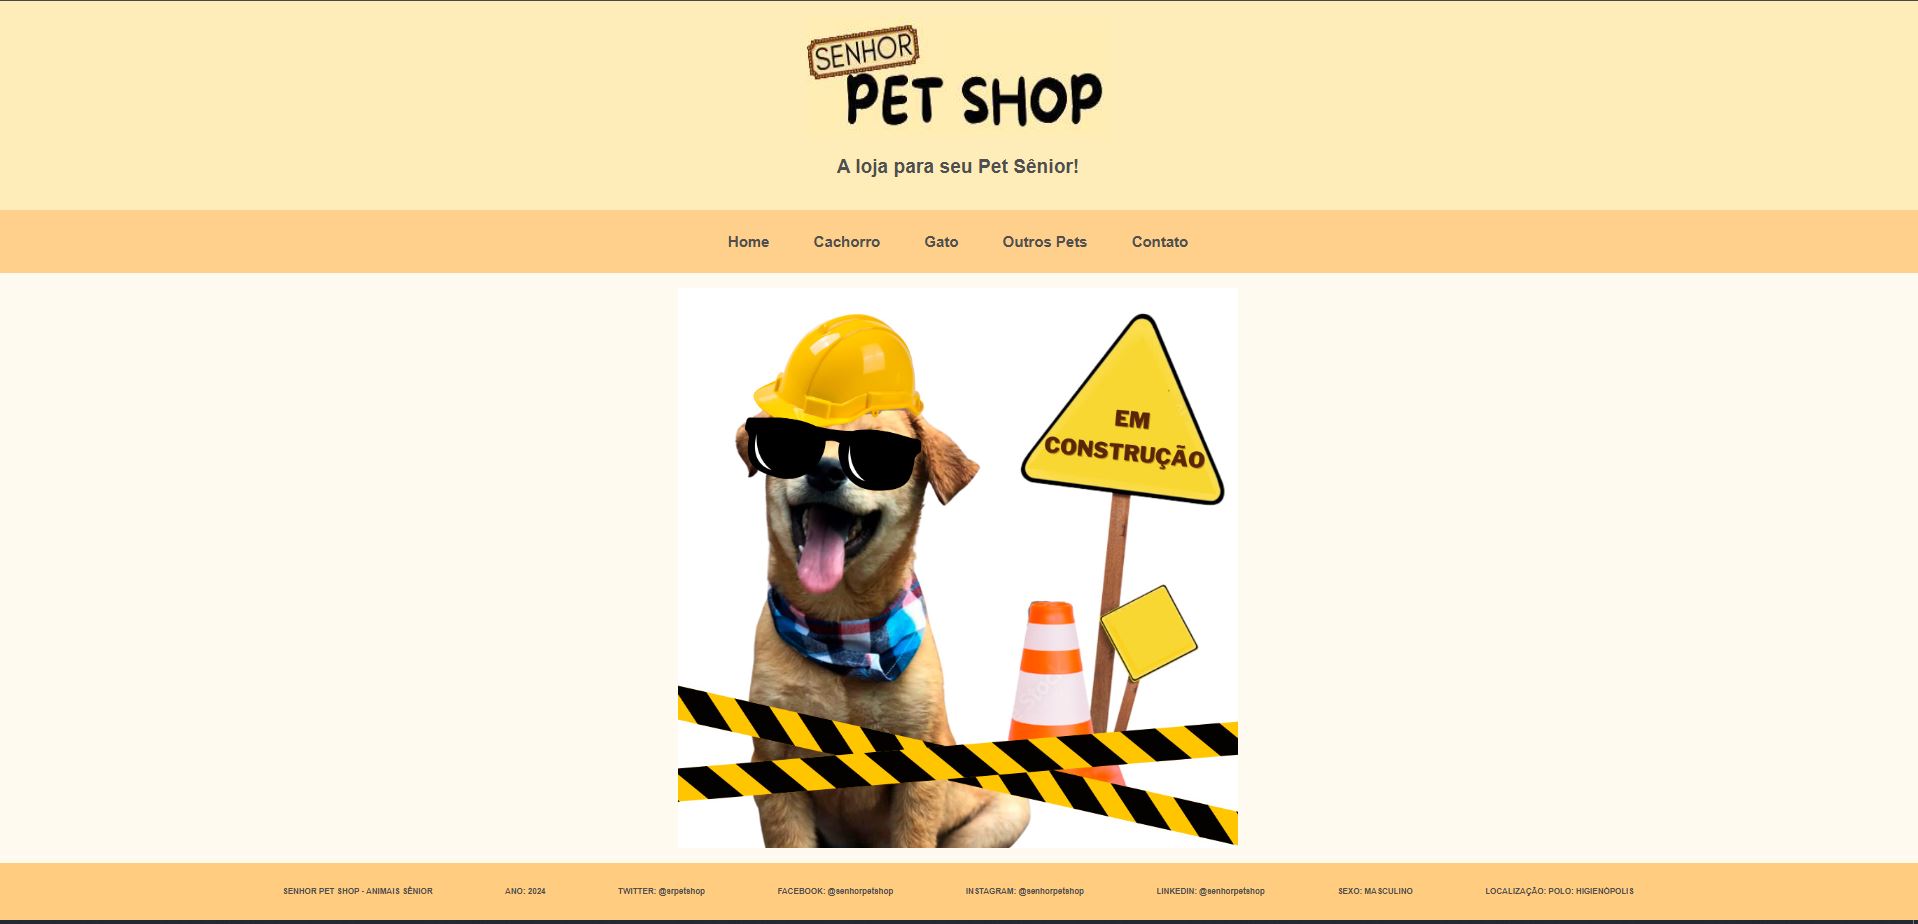 SENHOR
PET SHOP
A loja para seu Pet Sênior!
Home Cachorro Gato Outros Pets Contato
EM
CONSTRUÇÃO
SENHOR PET SHOP - ANIMAIS SÊNIOR ANO: 2024 TWITTER: @srpetshop FACEBOOK: @senhorpetshop INSTAGRAM: @senhorpetshop LINKEDIN: @senhorpetshop SEXO: MASCULINO LOCALIZAÇÃO: POLO: HIGIENÓPOLIS